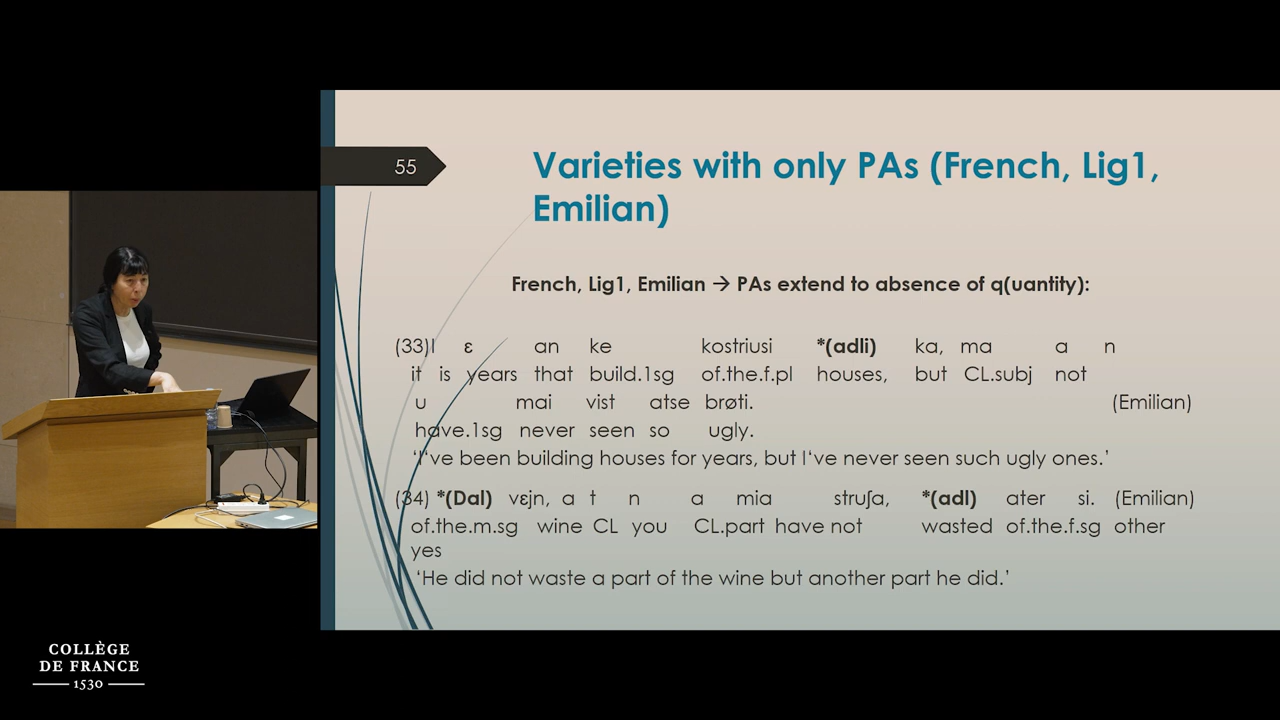 55
Varieties with only PAs (French, Lig1,
Emilian)
French, Lig1, Emilian → PAs extend to absence of q(uantity):
(33)I ɛ an ke kostriusi *(adli) ka, ma a n
it is years that build.1sg of.the.f.pl houses, but CL.subj not
u mai vist atse brøti. (Emilian)
have.1sg never seen so ugly.
‘I‘ve been building houses for years, but I‘ve never seen such ugly ones.’
(34) *(Dal) vɛjn, a t n a mia struʃa, *(adl) ater si. (Emilian)
of.the.m.sg wine CL you CL.part have not wasted of.the.f.sg other
yes
‘He did not waste a part of the wine but another part he did.’
COLLÈGE
DE FRANCE
1530